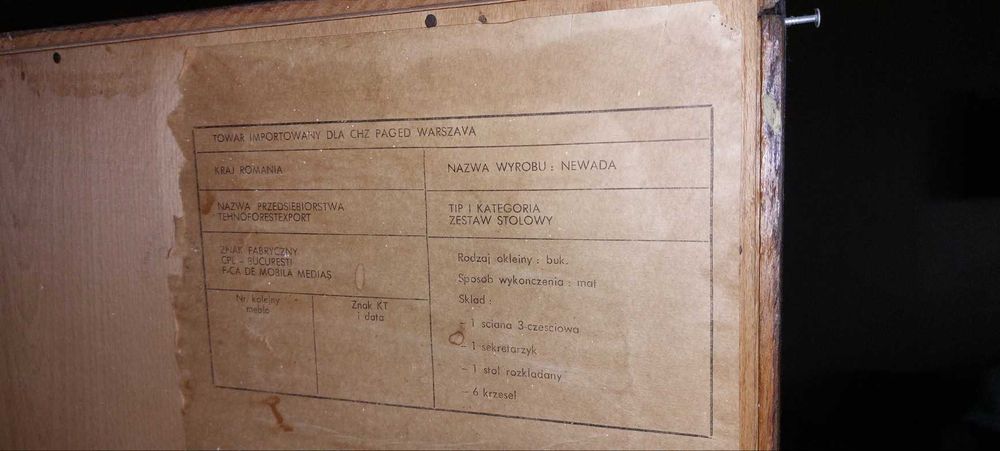 TOWAR IMPORTOWANY DLA CHZ PAGED WARSZAVA
KRAJ ROMANIA
NAZWA WYROBU : NEWADA
NAZWA PRZEDSIEBIORSTWA
TEHNOFORESTEXPORT
TIP I KATEGORIA
ZESTAW STOLOWY
ZNAK FABRYCZNY
CPL - BUCURESTI
F-CA DE MOBILA MEDIAȘ
Nr. kolejny
meblo
Znak KT
i data
Rodzaj okleiny : buk.
Sposob wykonczenia : mat
Sklad :
- 1 sciana 3-czesciowa
- 1 sekretarzyk
- 1 stol rozkladany
- 6 krzesel